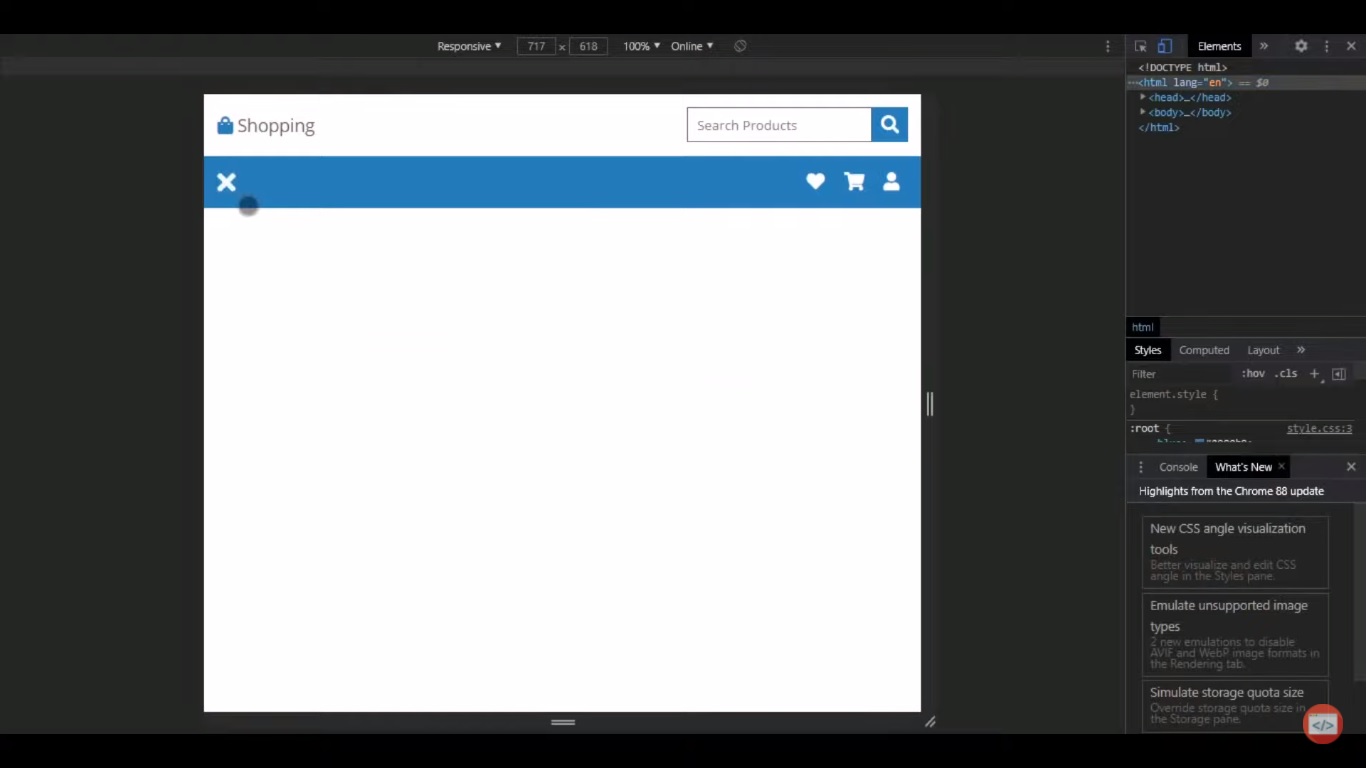 Responsive 717 x 618 100% Online
Elements
<!DOCTYPE html>
…<html lang="en"> == $0
<head>…</head>
<body>…</body>
</html>
Shopping
Search Products
html
Styles Computed Layout
Filter :hov .cls +
element.style {
}
:root { style.css:3
Console What's New
Highlights from the Chrome 88 update
New CSS angle visualization
tools
Better visualize and edit CSS
angle in the Styles pane.
Emulate unsupported image
types
2 new emulations to disable
AVIF and WebP image formats in
the Rendering tab.
Simulate storage quota size
Override storage quota size in
the Storage pane.
</>